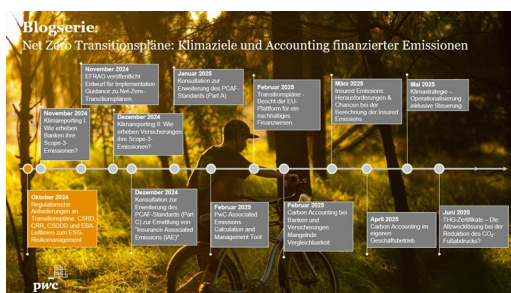 Blogserie
Net Zero Transitionspläne: Klimaziele und Accounting finanzierter Emissionen
November 2024
EFRAG veröffentlicht
Entwurf für Implementation
Guidance zu Net-Zero-
Transitionsplänen
Januar 2025
Konsultation zur
Erweiterung des PCAF-
Standards (Part A)
Februar 2025
Transitionspläne -
Bericht der EU-
Plattform für ein
nachhaltiges
Finanzwesen
März 2025
Insured Emissions:
Herausforderungen &
Chancen bei der
Berechnung der Insured
Emissions
Mai 2025
Klimastrategie –
Operationalisierung
inklusive Steuerung
November 2024
Klimareporting I:
Wie erheben
Banken ihre
Scope-3-
Emissionen?
Dezember 2024
Klimareporting II: Wie
erheben Versicherungen
ihre Scope-3-
Emissionen?
Oktober 2024
Regulatorische
Anforderungen an
Transitionspläne: CSRD,
CRR, CSDDD und EBA-
Leitlinien zum ESG-
Risikomanagement
Dezember 2024
Konsultation zur
Erweiterung des
PCAF-Standards (Part
C) zur Ermittlung von
"Insurance Associated
Emissions (IAE)"
Februar 2025
PwC Associated
Emissions
Calculation and
Management Tool
Februar 2025
Carbon Accounting bei
Banken und
Versicherungen:
Mangelnde
Vergleichbarkeit
April 2025
Carbon Accounting im
eigenen
Geschäftsbetrieb
Juni 2025
THG-Zertifikate – Die
Allzwecklösung bei der
Reduktion des CO₂-
Fußabdrucks?
pwc